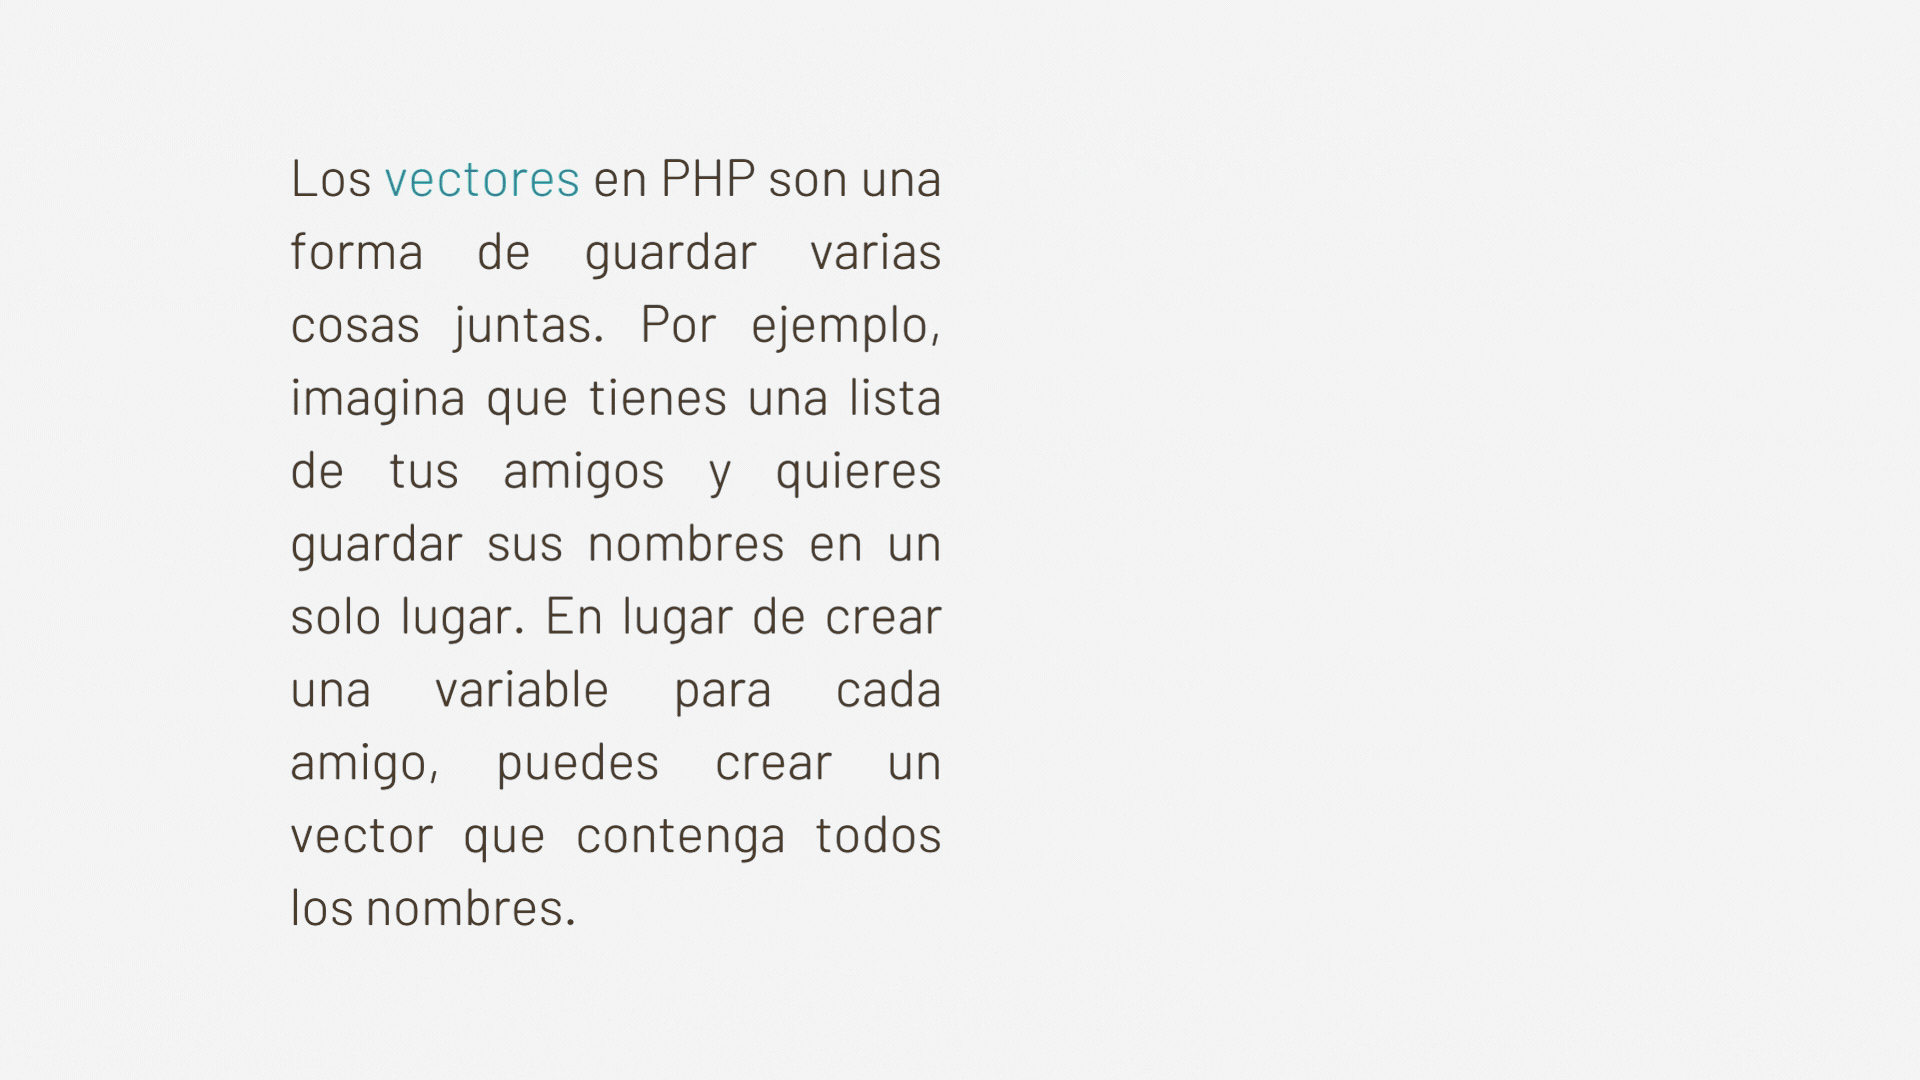 Los vectores en PHP son una
forma de guardar varias
cosas juntas. Por ejemplo,
imagina que tienes una lista
de tus amigos y quieres
guardar sus nombres en un
solo lugar. En lugar de crear
una variable para cada
amigo, puedes crear un
vector que contenga todos
los nombres.